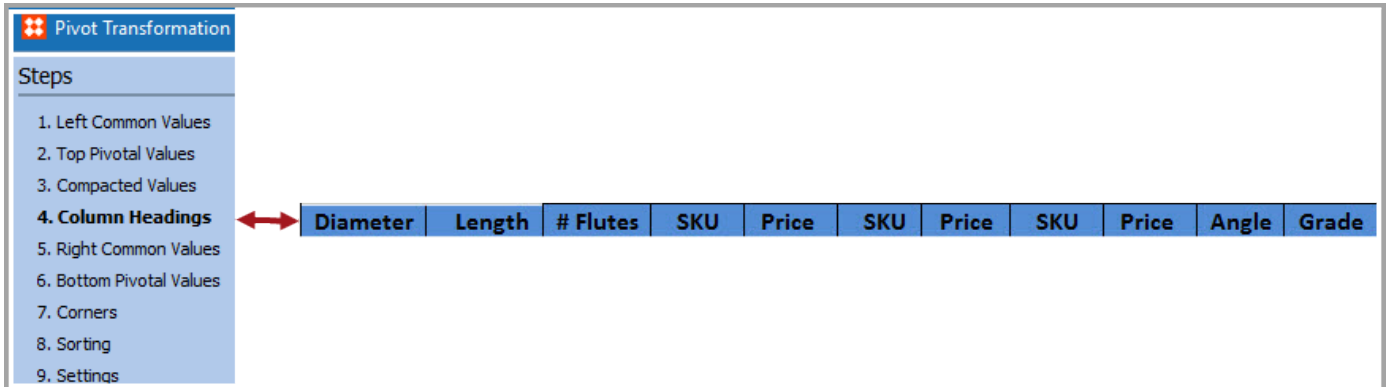 Pivot Transformation
Steps
1. Left Common Values
2. Top Pivotal Values
3. Compacted Values
4. Column Headings
5. Right Common Values
6. Bottom Pivotal Values
7. Corners
8. Sorting
9. Settings
Diameter Length # Flutes SKU Price SKU Price SKU Price Angle Grade